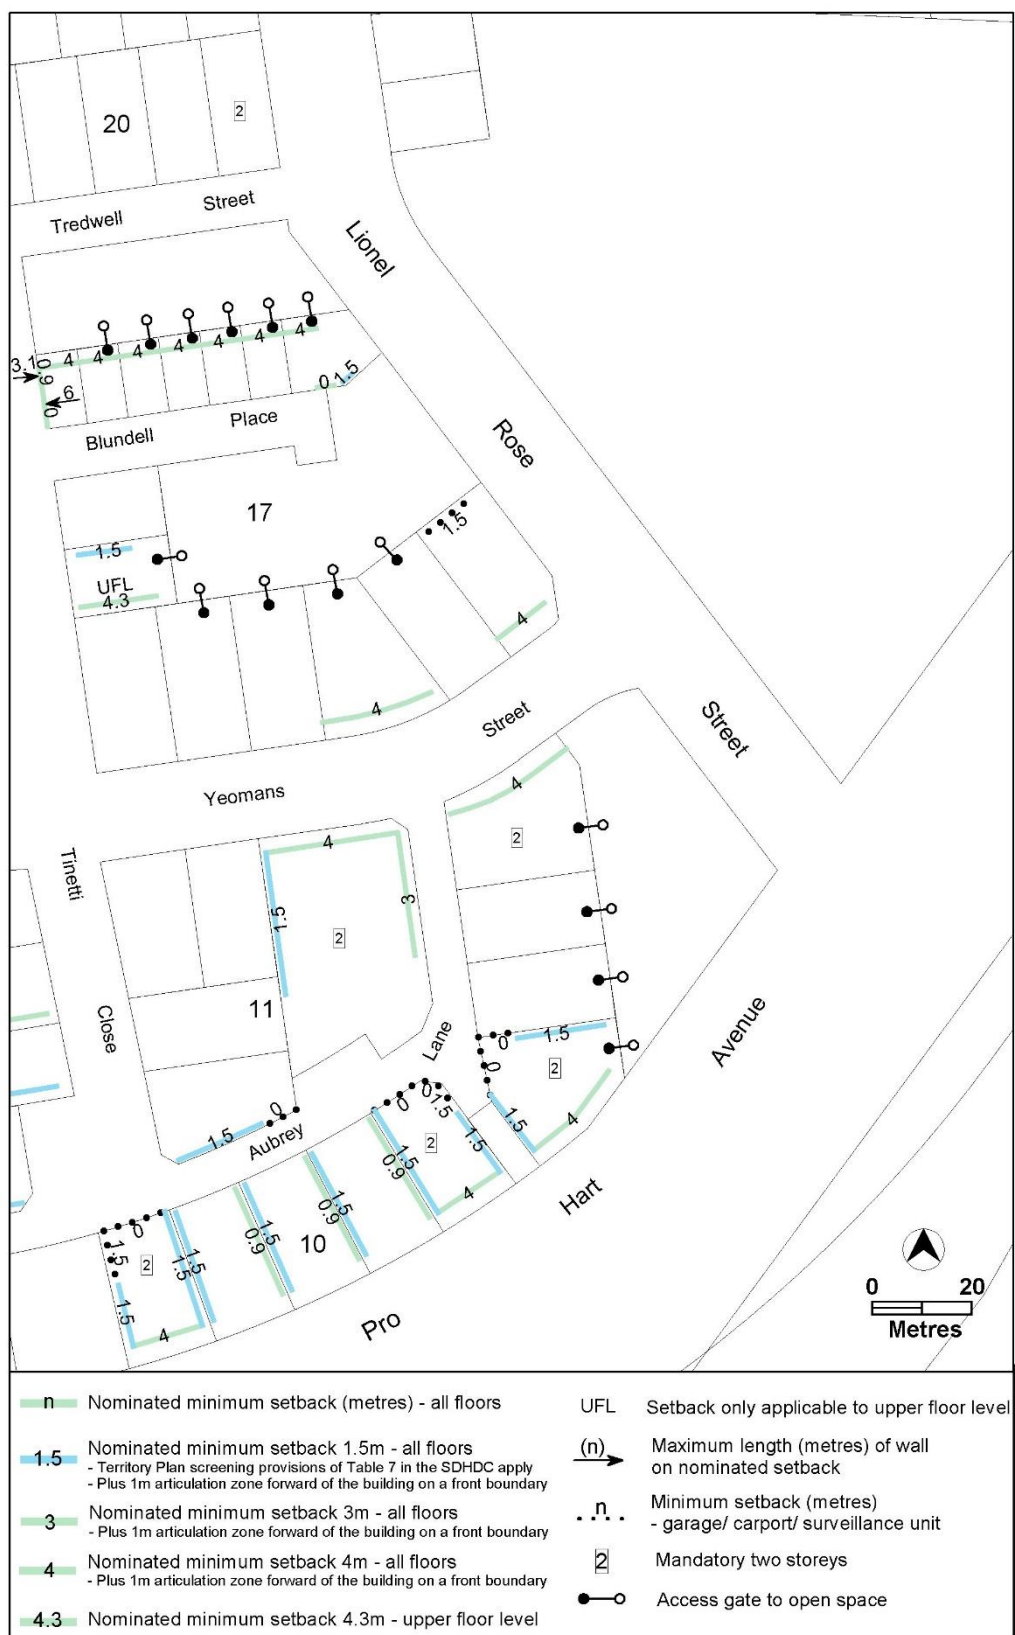 20
2
Tredwell
Street
Lionel
Rose
Street
4
4
4
4
4
4
4
3.1
0.9
6
0
0
1.5
Blundell
Place
17
1.5
1.5
UFL
4.3
4
4
Street
Yeomans
4
2
Tinetti
Close
4
3
1.5
2
11
Lane
0
1.5
0
2
1.5
4
Avenue
0
1.5
Aubrey
0
0
1.5
2
1.5
1.5
0.9
4
1.5
0.9
10
1.5
0.9
0
1.5
2
1.5
1.5
1.5
4
Hart
Pro
0 20
Metres
n Nominated minimum setback (metres) - all floors
1.5 Nominated minimum setback 1.5m - all floors
- Territory Plan screening provisions of Table 7 in the SDHDC apply
- Plus 1m articulation zone forward of the building on a front boundary
3 Nominated minimum setback 3m - all floors
- Plus 1m articulation zone forward of the building on a front boundary
4 Nominated minimum setback 4m - all floors
- Plus 1m articulation zone forward of the building on a front boundary
4.3 Nominated minimum setback 4.3m - upper floor level
UFL Setback only applicable to upper floor level
(n) Maximum length (metres) of wall
on nominated setback
n Minimum setback (metres)
- garage/ carport/ surveillance unit
2 Mandatory two storeys
Access gate to open space